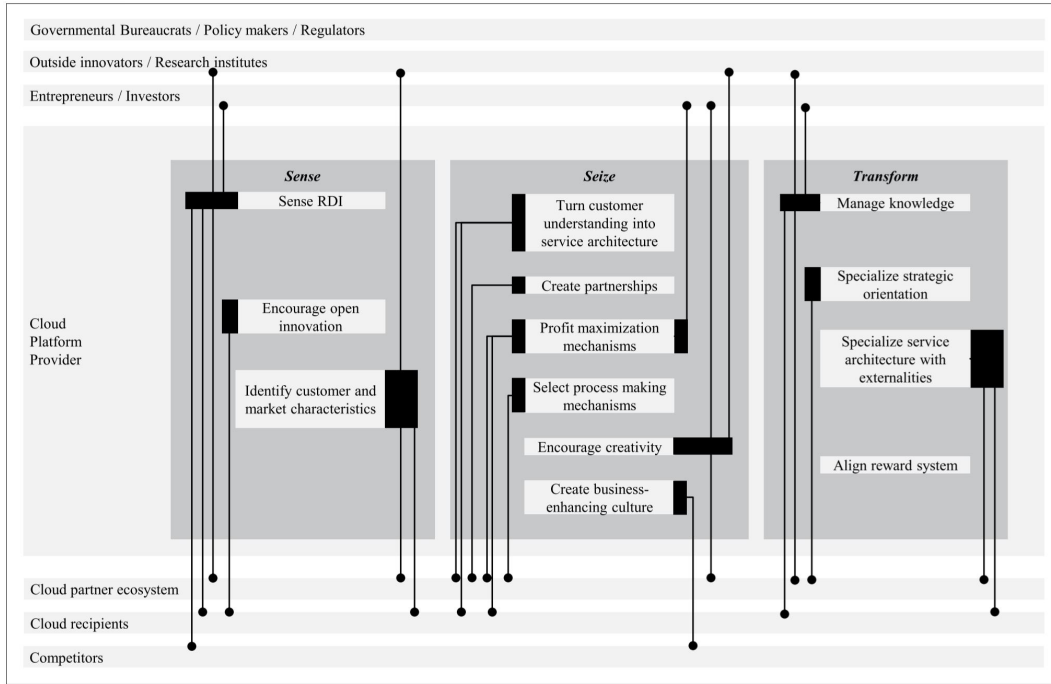 Governmental Bureaucrats / Policy makers / Regulators
Outside innovators / Research institutes
Entrepreneurs / Investors
Cloud
Platform
Provider
Sense
Sense RDI
Encourage open
innovation
Identify customer and
market characteristics
Seize
Turn customer
understanding into
service architecture
Create partnerships
Profit maximization
mechanisms
Select process making
mechanisms
Encourage creativity
Create business-
enhancing culture
Transform
Manage knowledge
Specialize strategic
orientation
Specialize service
architecture with
externalities
Align reward system
Cloud partner ecosystem
Cloud recipients
Competitors